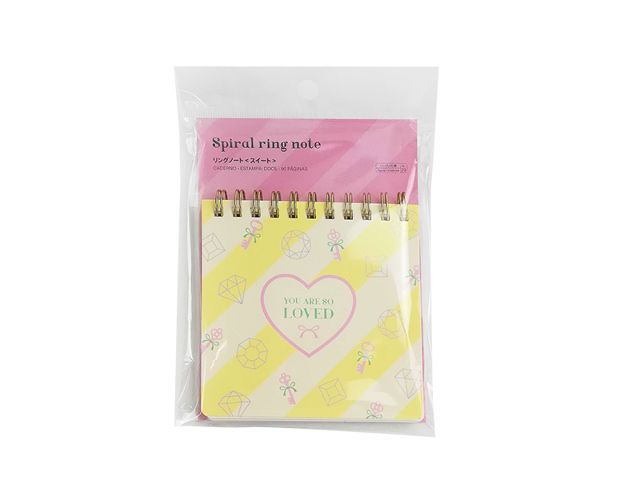 Spiral ring note
リングノート<スイート>
CADERNO - ESTAMPA: DOCE - 90 PÁGINAS
YOU ARE SO
LOVED